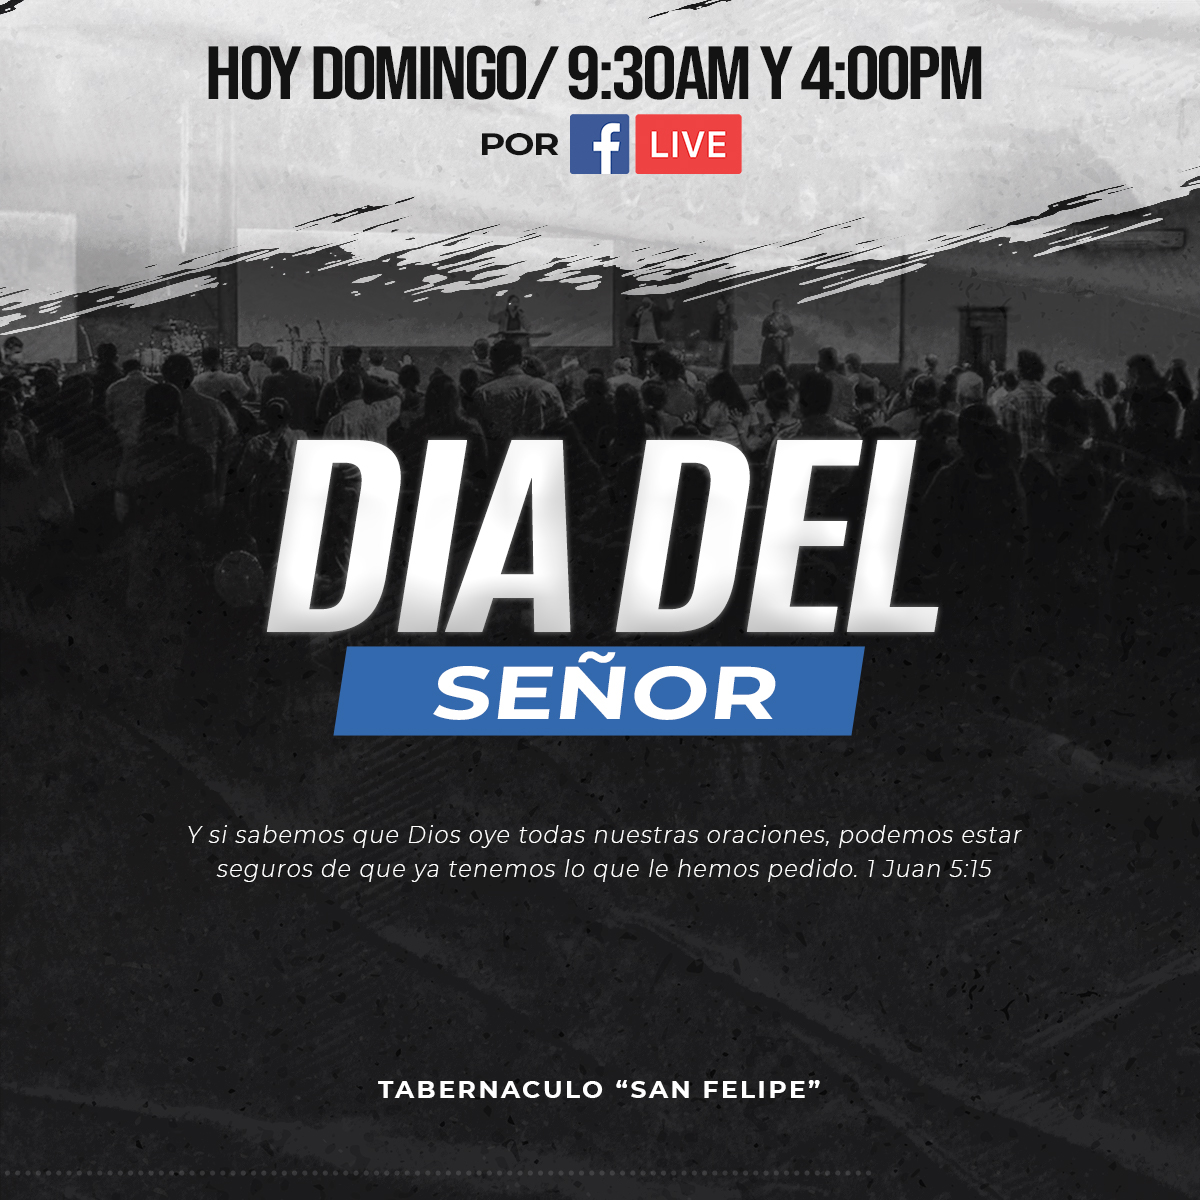 HOY DOMINGO/ 9:30AM Y 4:00PM
POR f LIVE
DIA DEL
SEÑOR
Y si sabemos que Dios oye todas nuestras oraciones, podemos estar
seguros de que ya tenemos lo que le hemos pedido. 1 Juan 5:15
TABERNACULO “SAN FELIPE”